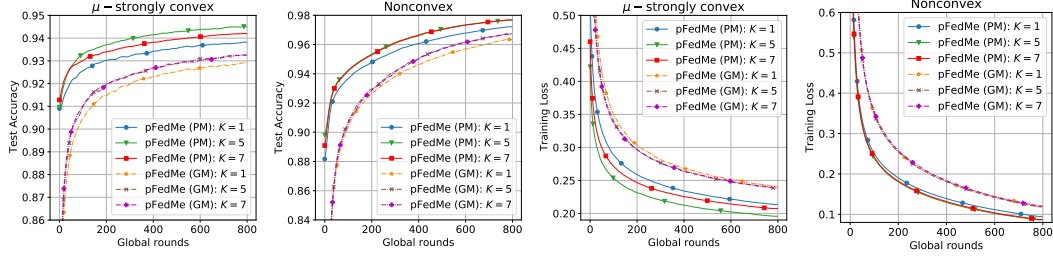 μ − strongly convex
Test Accuracy
0.95
0.94
0.93
0.92
0.91
0.90
0.89
0.88
0.87
0.86
pFedMe (PM): K = 1
pFedMe (PM): K = 5
pFedMe (PM): K = 7
pFedMe (GM): K = 1
pFedMe (GM): K = 5
pFedMe (GM): K = 7
0 200 400 600 800
Global rounds
Nonconvex
Test Accuracy
0.98
0.96
0.94
0.92
0.90
0.88
0.86
0.84
pFedMe (PM): K = 1
pFedMe (PM): K = 5
pFedMe (PM): K = 7
pFedMe (GM): K = 1
pFedMe (GM): K = 5
pFedMe (GM): K = 7
0 200 400 600 800
Global rounds
μ − strongly convex
Training Loss
0.50
0.45
0.40
0.35
0.30
0.25
0.20
pFedMe (PM): K = 1
pFedMe (PM): K = 5
pFedMe (PM): K = 7
pFedMe (GM): K = 1
pFedMe (GM): K = 5
pFedMe (GM): K = 7
0 200 400 600 800
Global rounds
Nonconvex
Training Loss
0.6
0.5
0.4
0.3
0.2
0.1
pFedMe (PM): K = 1
pFedMe (PM): K = 5
pFedMe (PM): K = 7
pFedMe (GM): K = 1
pFedMe (GM): K = 5
pFedMe (GM): K = 7
0 200 400 600 800
Global rounds